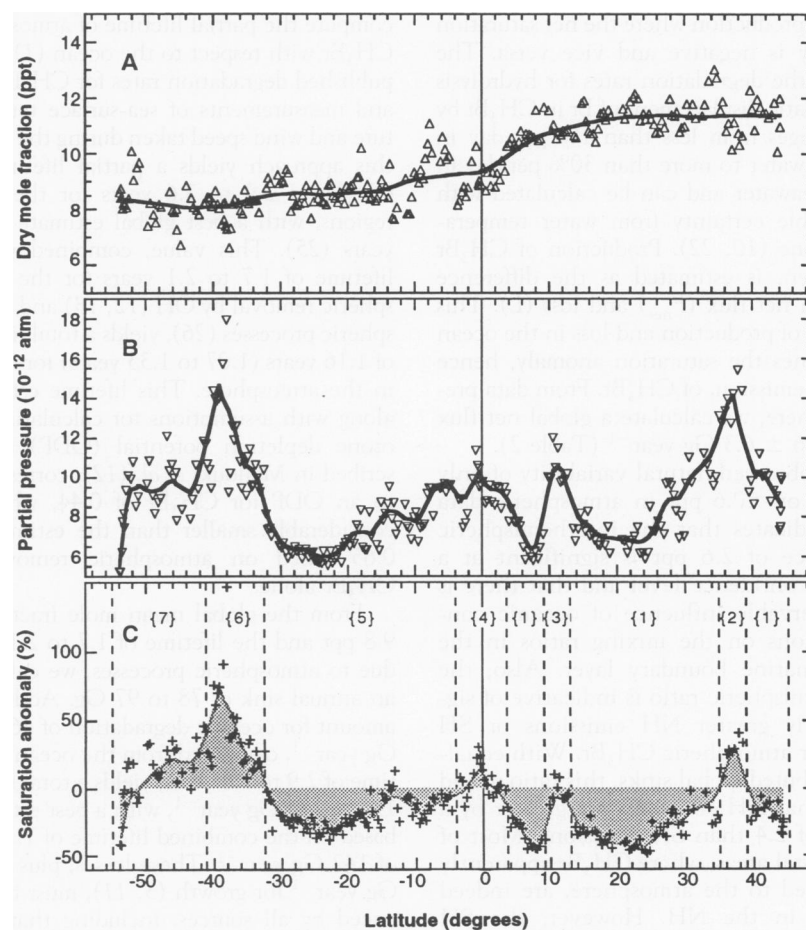 A
Dry mole fraction (ppt)
14
12
10
8
6
B
Partial pressure (10-12 atm)
18
16
14
12
10
8
6
C
{7} {6} {5} {4} {1} {3} {1} {2} {1}
Saturation anomaly (%)
100
50
0
-50
-50 -40 -30 -20 -10 0 10 20 30 40
Latitude (degrees)